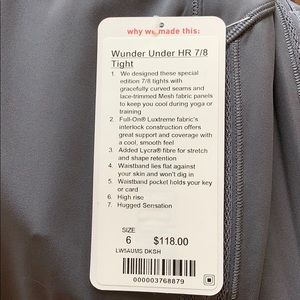 why we made this:
Wunder Under HR 7/8
Tight
1. We designed these special
edition 7/8 tights with
gracefully curved seams and
lace-trimmed Mesh fabric panels
to keep you cool during yoga or
training
2. Full-On® Luxtreme fabric's
interlock construction offers
great support and coverage with
a cool, smooth feel
3. Added Lycra® fibre for stretch
and shape retention
4. Waistband lies flat against
your skin and won't dig in
5. Waistband pocket holds your key
or card
6. High rise
7. Hugged Sensation
SIZE
6 $118.00
LW5AUMS DKSH
000003768879